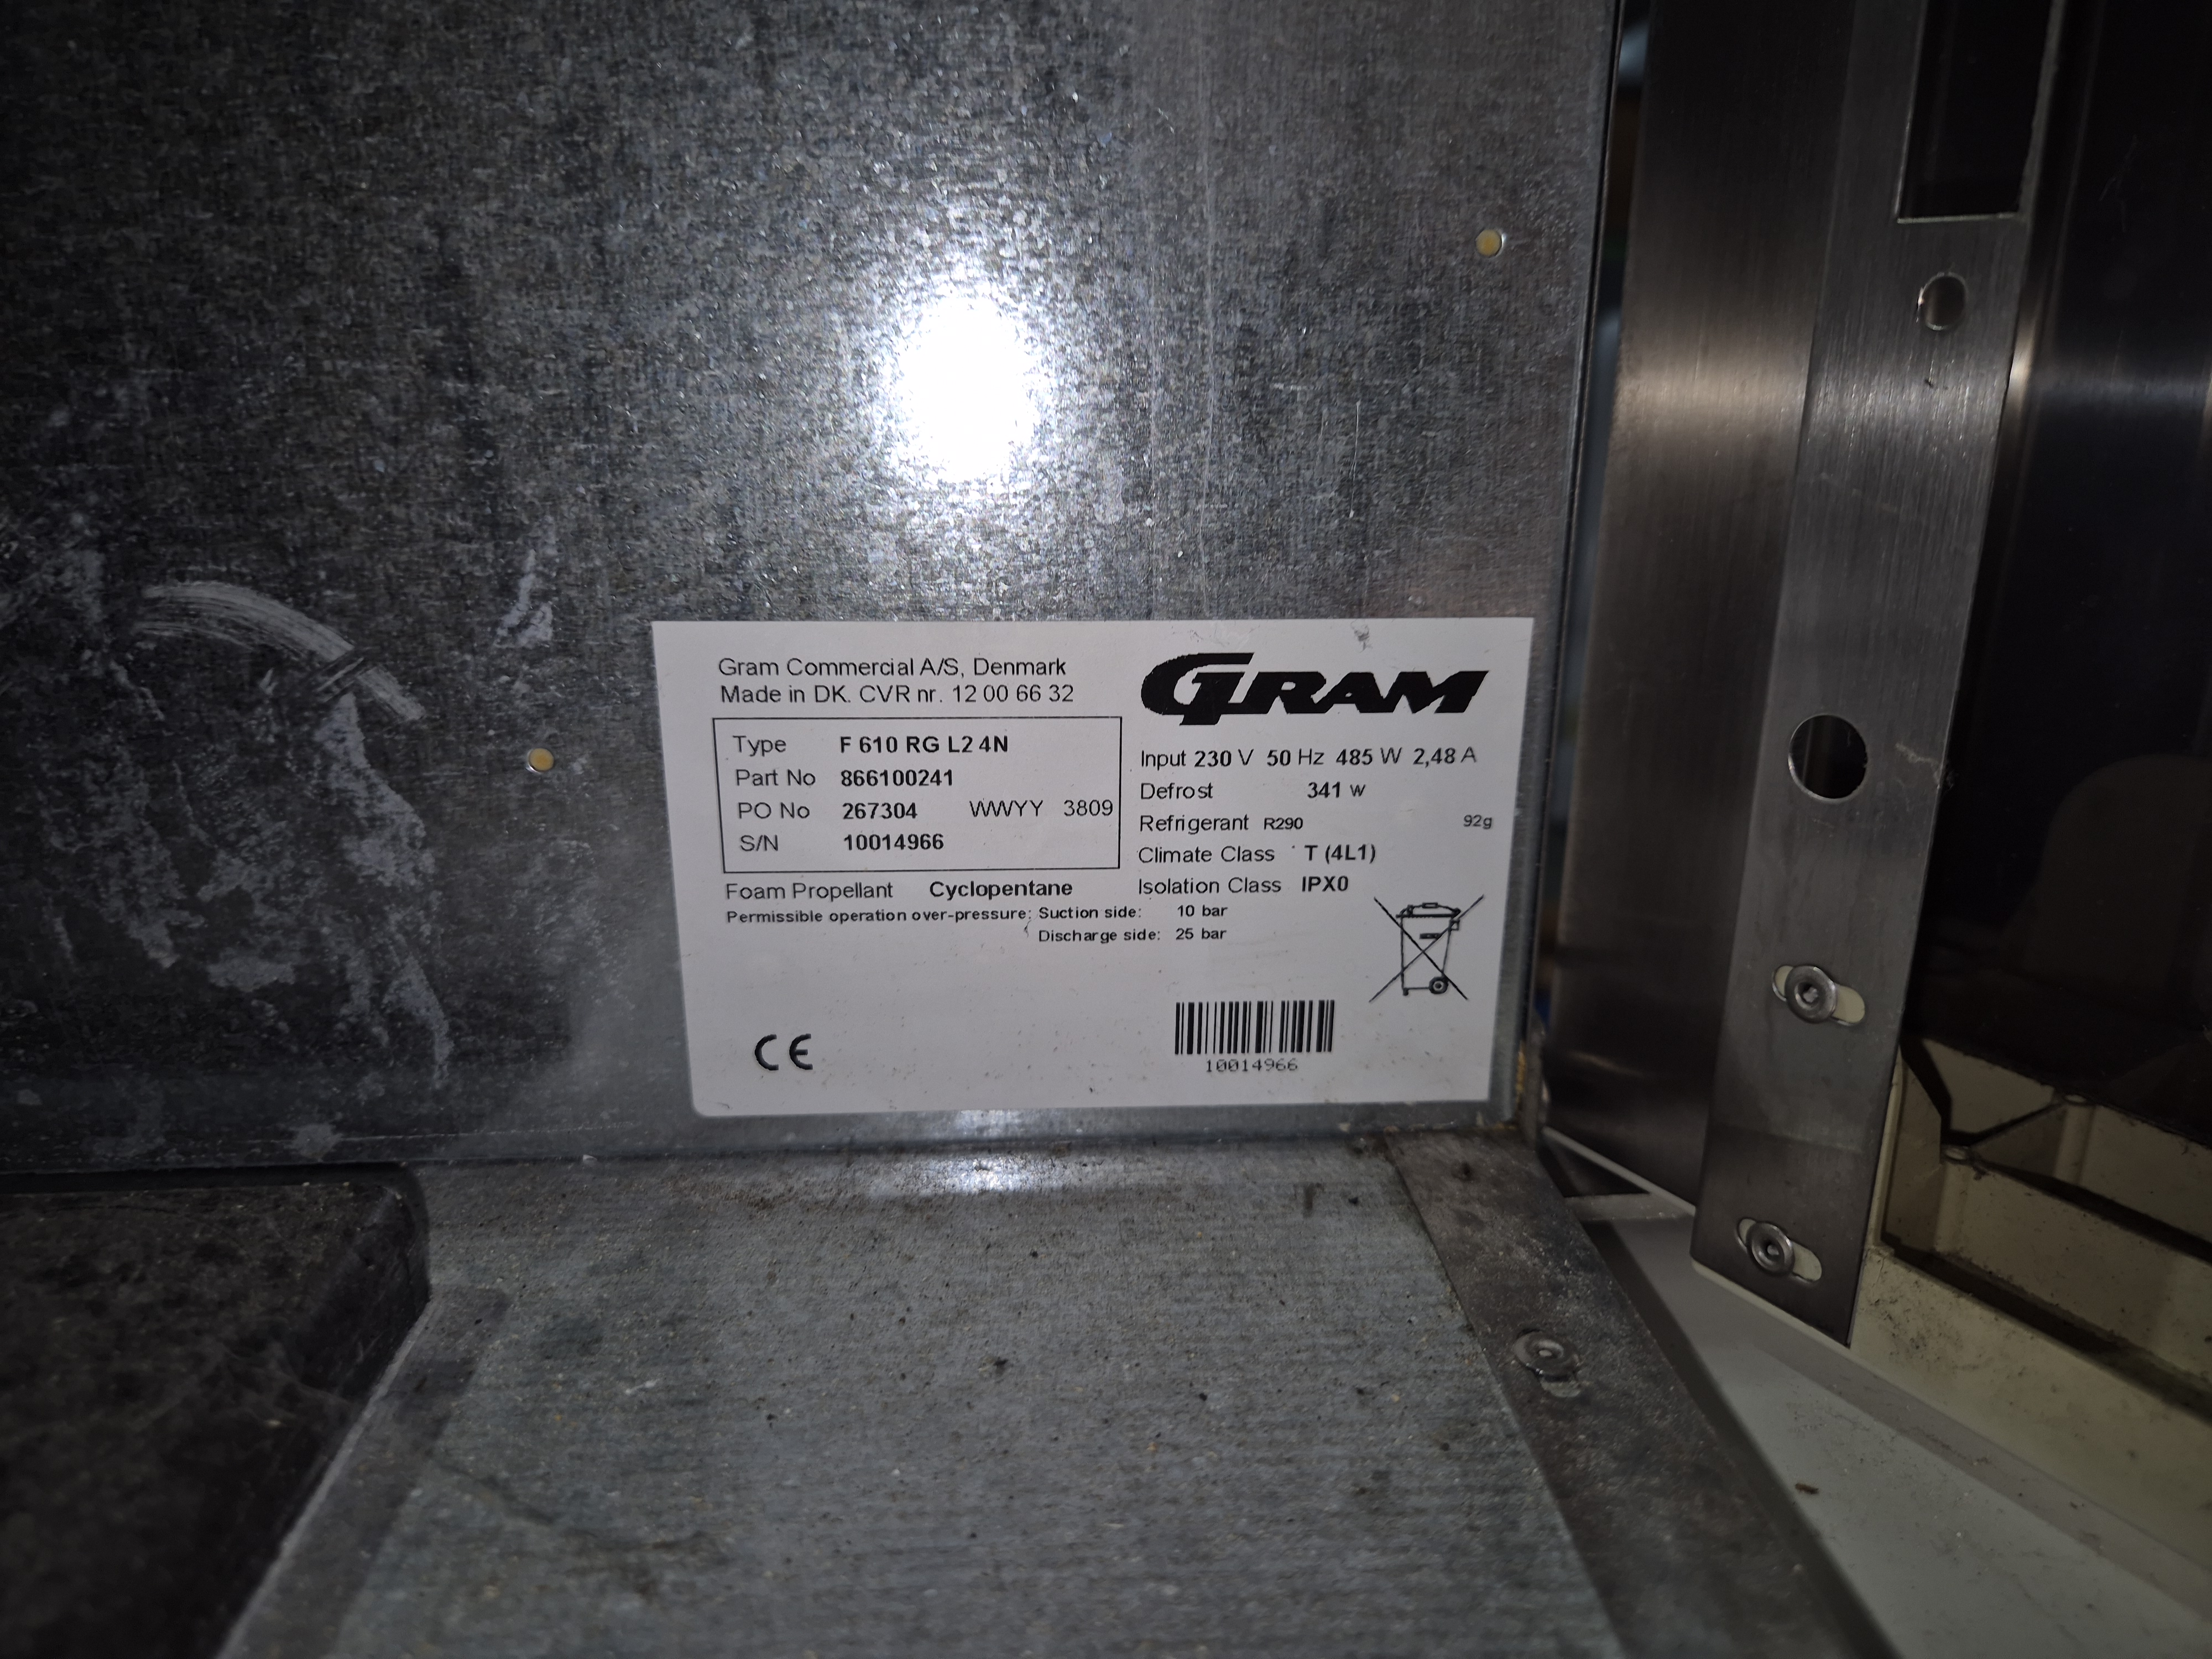 Gram Commercial A/S, Denmark
Made in DK. CVR nr. 12 00 66 32
GRAM
Type F 610 RG L2 4N
Part No 866100241
PO No 267304 WWYY 3809
S/N 10014966
Input 230 V 50 Hz 485 W 2,48 A
Defrost 341 W
Refrigerant R290 92g
Climate Class T (4L1)
Isolation Class IPX0
Foam Propellant Cyclopentane
Permissible operation over-pressure: Suction side: 10 bar
Discharge side: 25 bar
CE
10014966